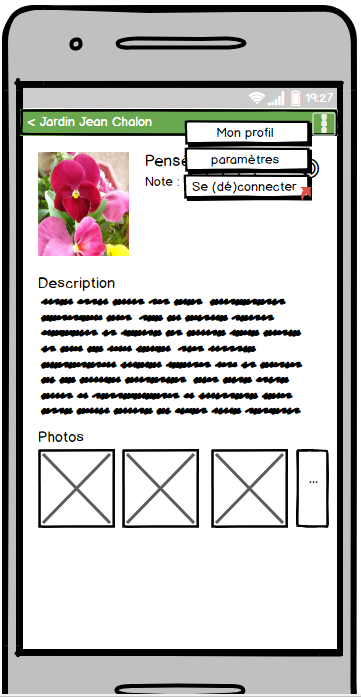 19:27
< Jardin Jean Chalon
Mon profil
Pensé
paramètres
Note :
Se (dé)connecter
Description
Photos
...